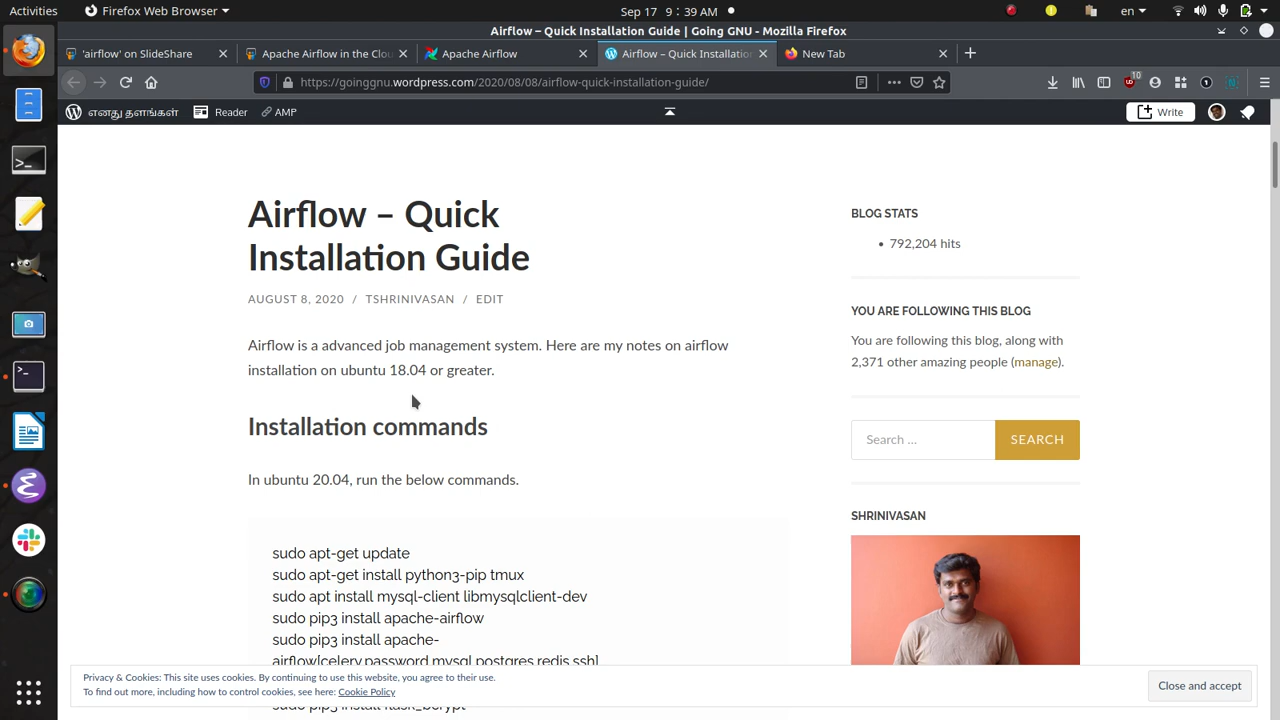 Activities
Firefox Web Browser
Sep 17 9:39 AM
en
Airflow – Quick Installation Guide | Going GNU - Mozilla Firefox
'airflow' on SlideShare
Apache Airflow in the Clou
Apache Airflow
Airflow – Quick Installation
New Tab
https://goinggnu.wordpress.com/2020/08/08/airflow-quick-installation-guide/
10
எனது தளங்கள்
Reader
AMP
Write
Airflow – Quick
Installation Guide
AUGUST 8, 2020 / TSHRINIVASAN / EDIT
Airflow is a advanced job management system. Here are my notes on airflow
installation on ubuntu 18.04 or greater.
Installation commands
In ubuntu 20.04, run the below commands.
sudo apt-get update
sudo apt-get install python3-pip tmux
sudo apt install mysql-client libmysqlclient-dev
sudo pip3 install apache-airflow
sudo pip3 install apache-
airflow[celery,password,mysql,postgres,redis,ssh]
sudo pip3 install flask_bcrypt
BLOG STATS
• 792,204 hits
YOU ARE FOLLOWING THIS BLOG
You are following this blog, along with
2,371 other amazing people (manage).
Search …
SEARCH
SHRINIVASAN
Privacy & Cookies: This site uses cookies. By continuing to use this website, you agree to their use.
To find out more, including how to control cookies, see here: Cookie Policy
Close and accept